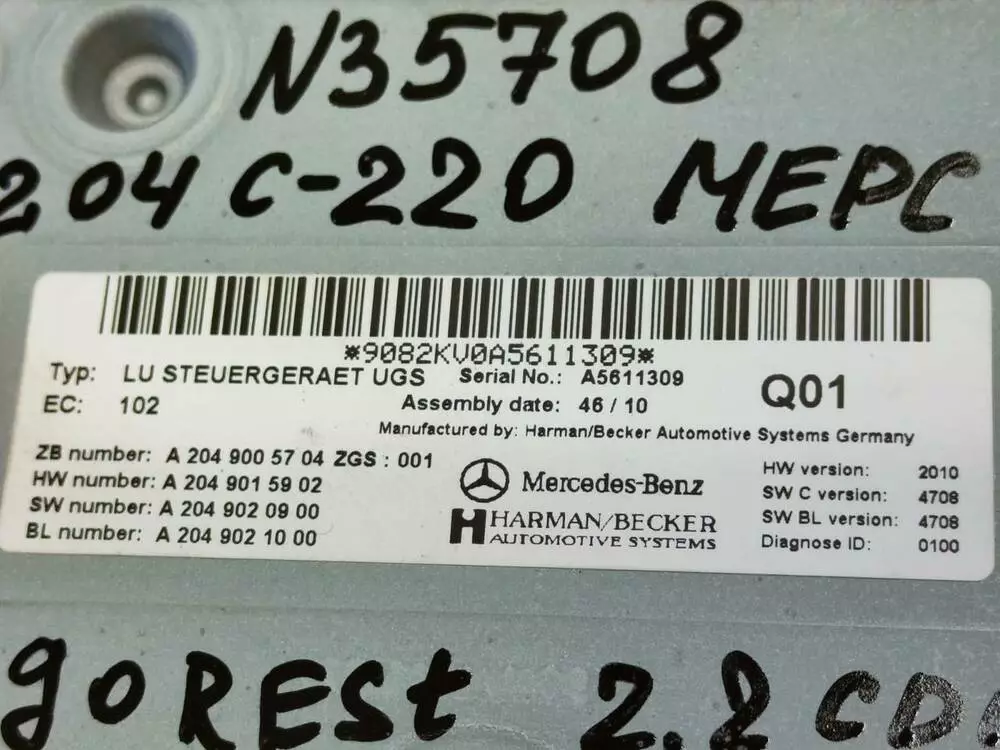 N35708
204 C-220 МЕРС
*9082KV0A5611309*
Typ: LU STEUERGERAET UGS Serial No.: A5611309
EC: 102 Assembly date: 46 / 10 Q01
Manufactured by: Harman/Becker Automotive Systems Germany
ZB number: A 204 900 57 04 ZGS : 001
HW number: A 204 901 59 02
SW number: A 204 902 09 00
BL number: A 204 902 10 00
Mercedes-Benz
HARMAN/BECKER
AUTOMOTIVE SYSTEMS
HW version: 2010
SW C version: 4708
SW BL version: 4708
Diagnose ID: 0100
goREst 2.2 CD